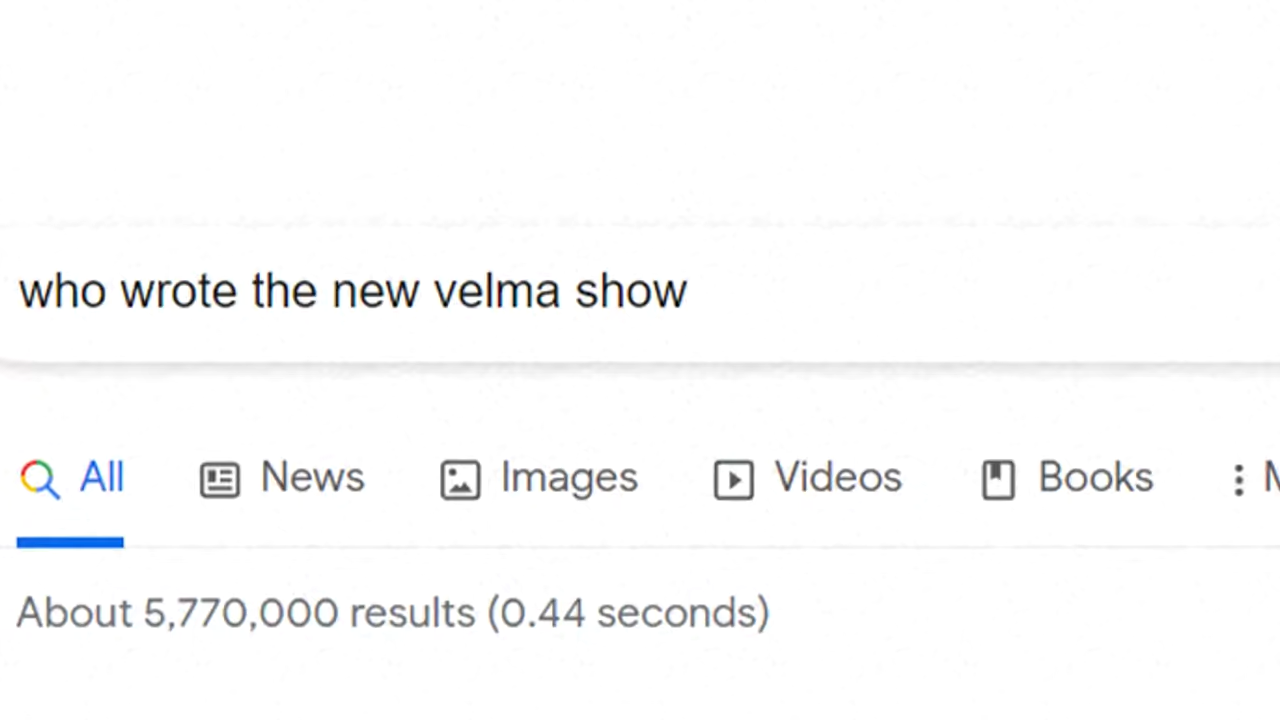 who wrote the new velma show
All News Images Videos Books
About 5,770,000 results (0.44 seconds)